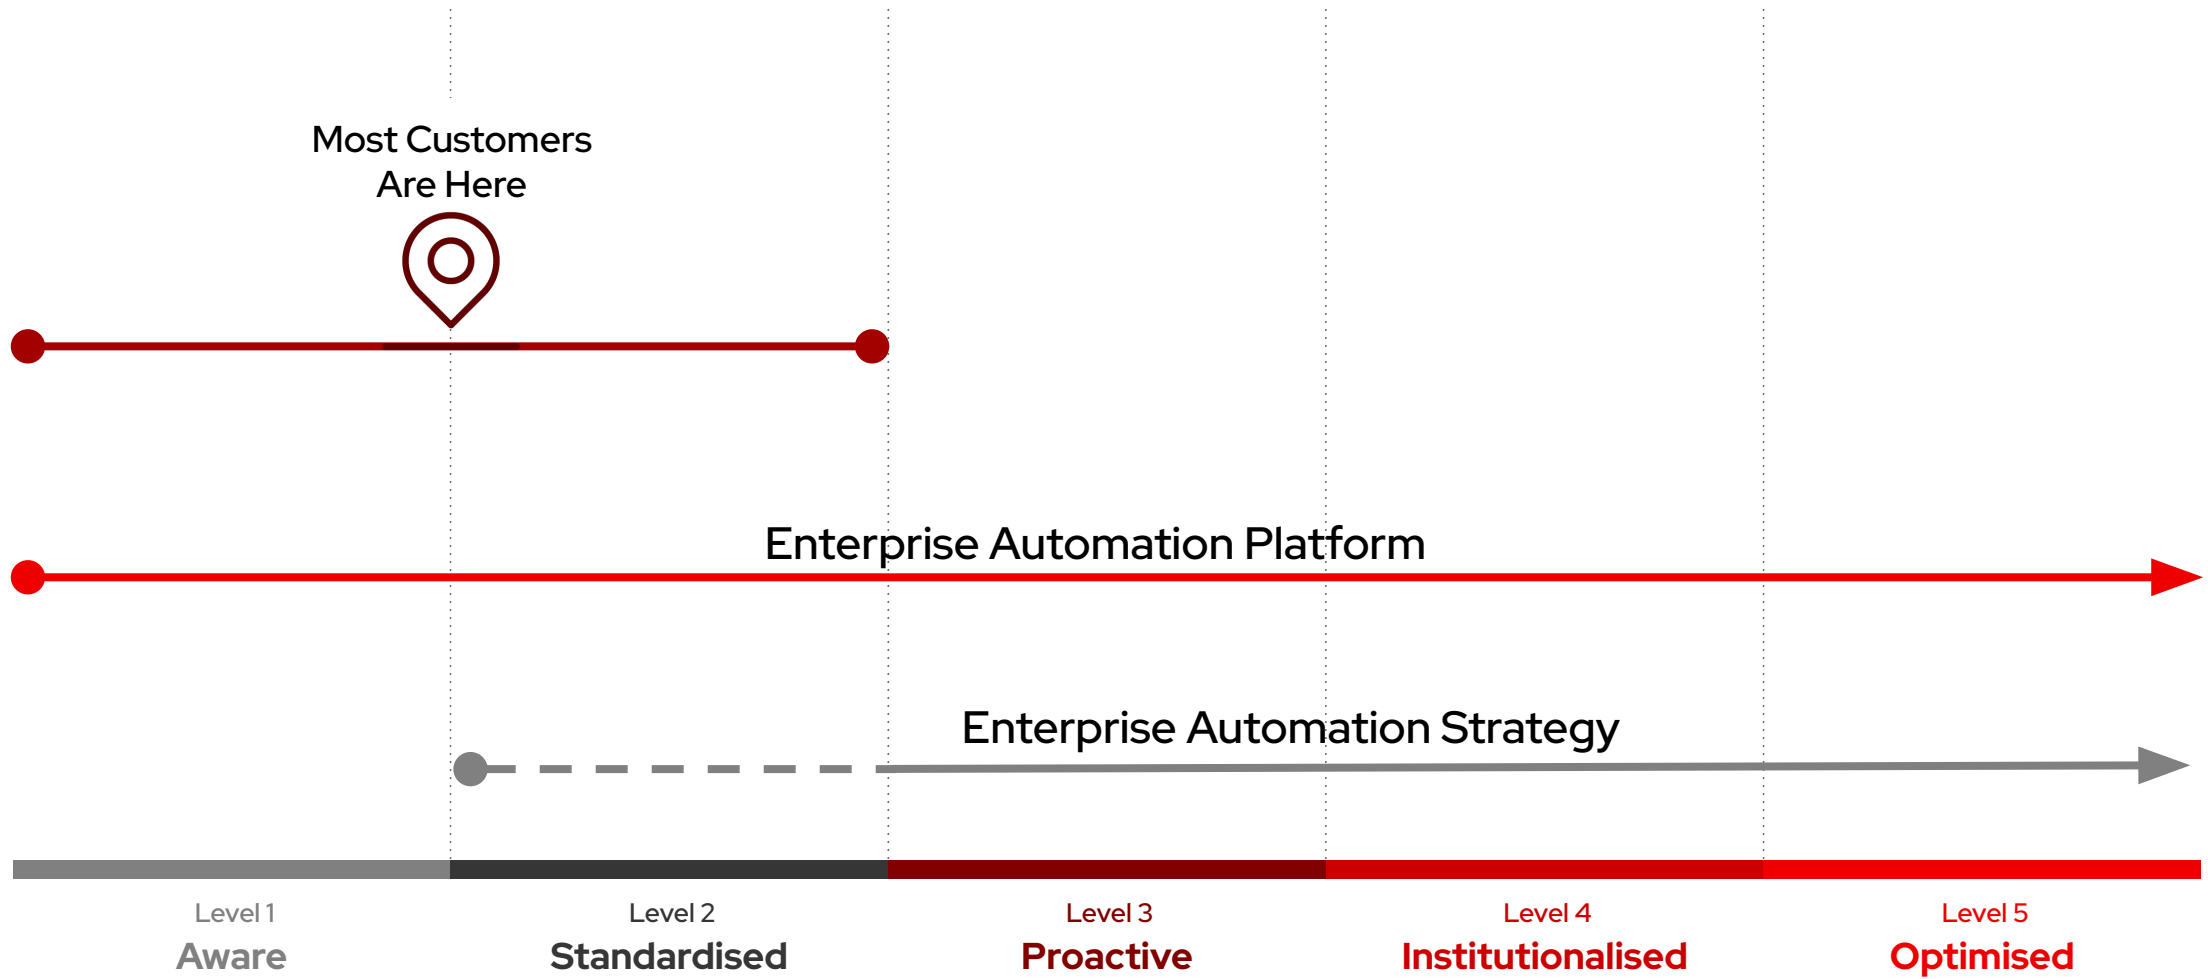 Most Customers
Are Here
Enterprise Automation Platform
Enterprise Automation Strategy
Level 1
Aware
Level 2
Standardised
Level 3
Proactive
Level 4
Institutionalised
Level 5
Optimised